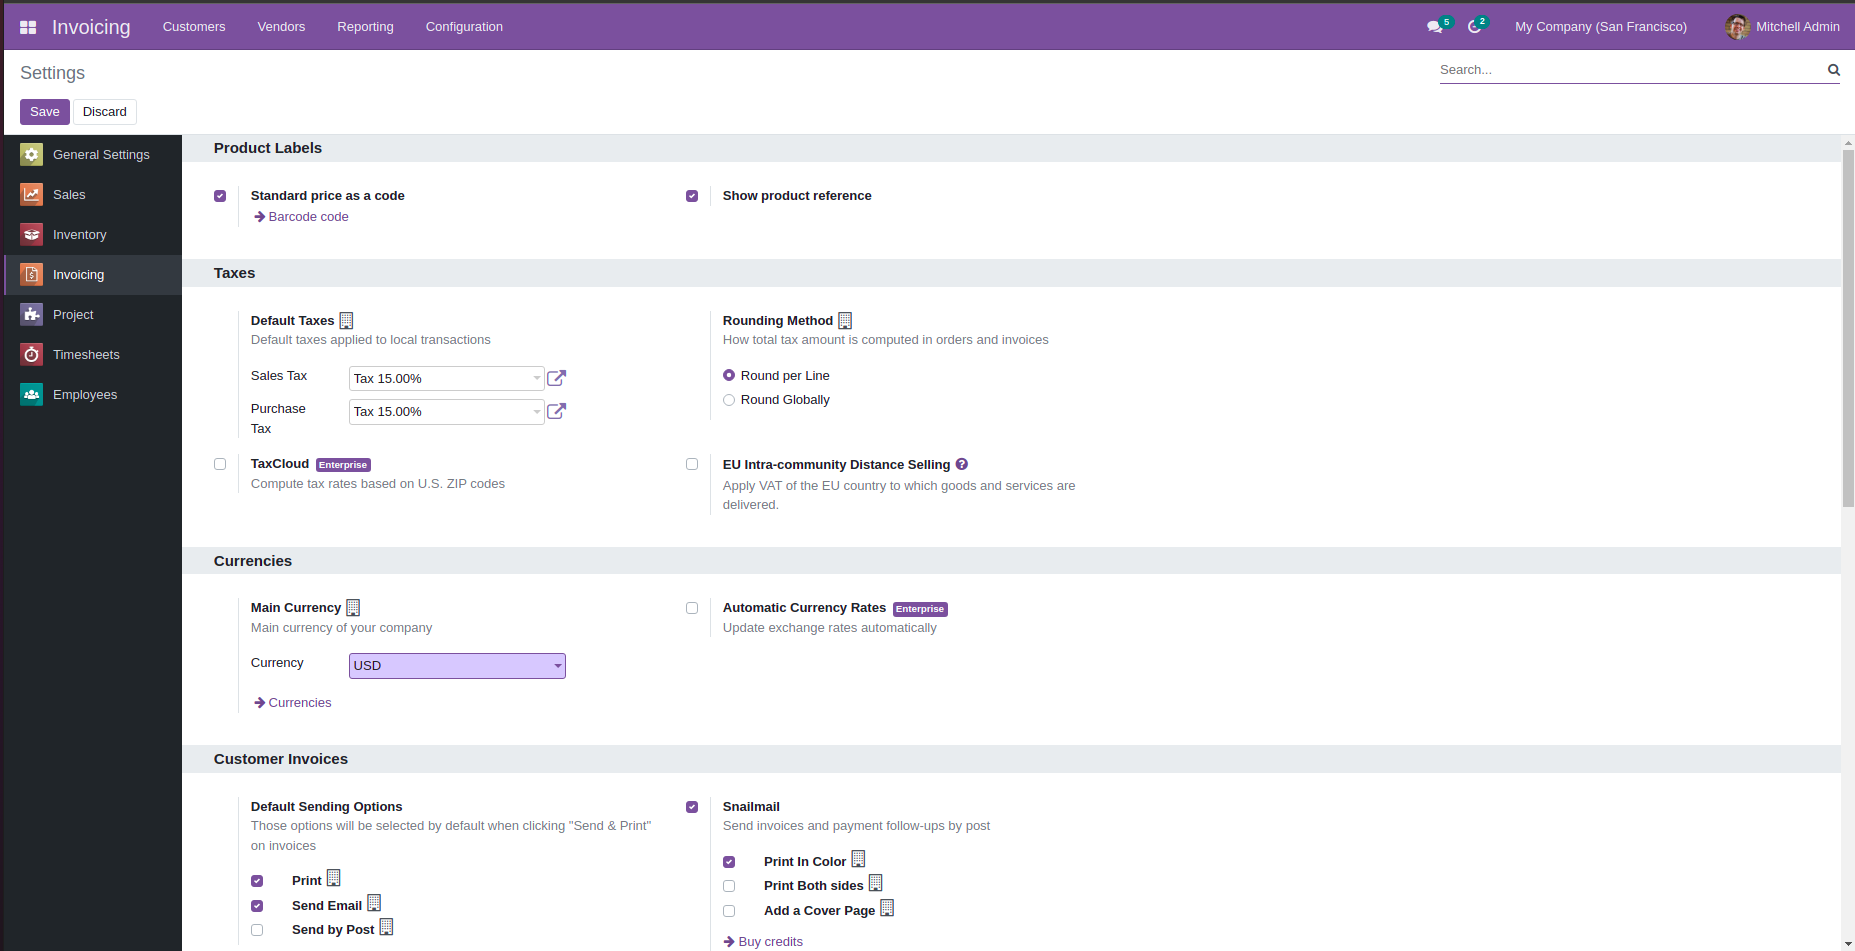 Invoicing
Customers
Vendors
Reporting
Configuration
5
2
My Company (San Francisco)
Mitchell Admin
Settings
Search...
Save
Discard
General Settings
Sales
Inventory
Invoicing
Project
Timesheets
Employees
Product Labels
Standard price as a code
Barcode code
Show product reference
Taxes
Default Taxes
Default taxes applied to local transactions
Sales Tax
Tax 15.00%
Purchase
Tax
Tax 15.00%
Rounding Method
How total tax amount is computed in orders and invoices
Round per Line
Round Globally
TaxCloud Enterprise
Compute tax rates based on U.S. ZIP codes
EU Intra-community Distance Selling ?
Apply VAT of the EU country to which goods and services are
delivered.
Currencies
Main Currency
Main currency of your company
Currency
USD
Currencies
Automatic Currency Rates Enterprise
Update exchange rates automatically
Customer Invoices
Default Sending Options
Those options will be selected by default when clicking "Send & Print"
on invoices
Print
Send Email
Send by Post
Snailmail
Send invoices and payment follow-ups by post
Print In Color
Print Both sides
Add a Cover Page
Buy credits